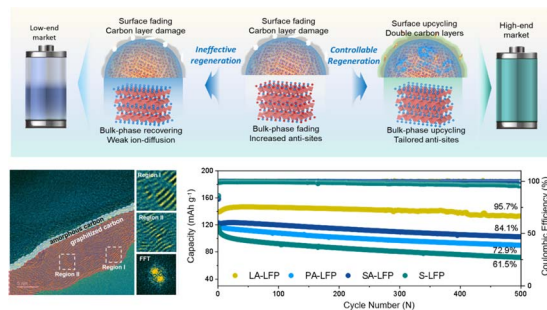 Low-end
market
Surface fading
Carbon layer damage
Ineffective
regeneration
Bulk-phase recovering
Weak ion-diffusion
Surface fading
Carbon layer damage
Bulk-phase fading
Increased anti-sites
Controllable
Regeneration
Surface upcycling
Double carbon layers
Bulk-phase upcycling
Tailored anti-sites
High-end
market
amorphous carbon
graphitized carbon
Region II
Region I
Region I
Region II
FFT
Capacity (mAh g⁻¹)
200
160
120
80
40
95.7%
84.1%
72.9%
61.5%
LA-LFP
PA-LFP
SA-LFP
S-LFP
0
100
200
300
400
500
Cycle Number (N)
100
50
0
Coulombic Efficiency (%)